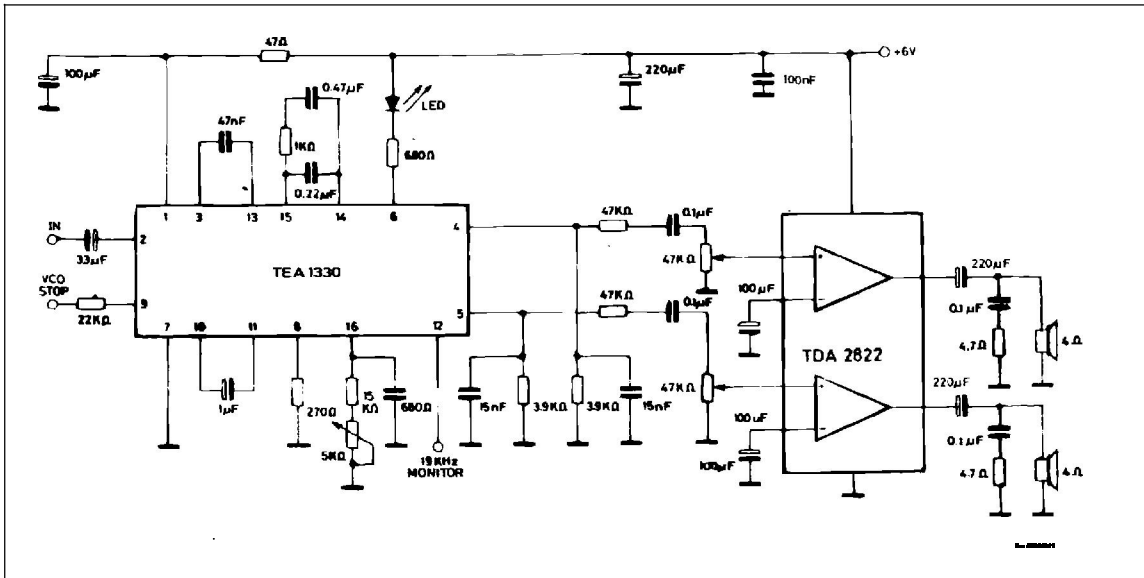 47Ω
+6V
100µF
220µF
100nF
LED
0.47µF
47nF
1KΩ
680Ω
0.22µF
1
3
13
15
14
6
IN
33µF
2
TEA 1330
4
47KΩ
0.1µF
47KΩ
VCO
STOP
22KΩ
9
5
47KΩ
0.1µF
100µF
220µF
0.1µF
4.7Ω
4Ω
TDA 2822
7
10
11
8
16
12
1µF
270Ω
15
KΩ
680Ω
5KΩ
19KHz
MONITOR
15nF
3.9KΩ
3.9KΩ
15nF
47KΩ
100µF
100µF
220µF
0.1µF
4.7Ω
4Ω